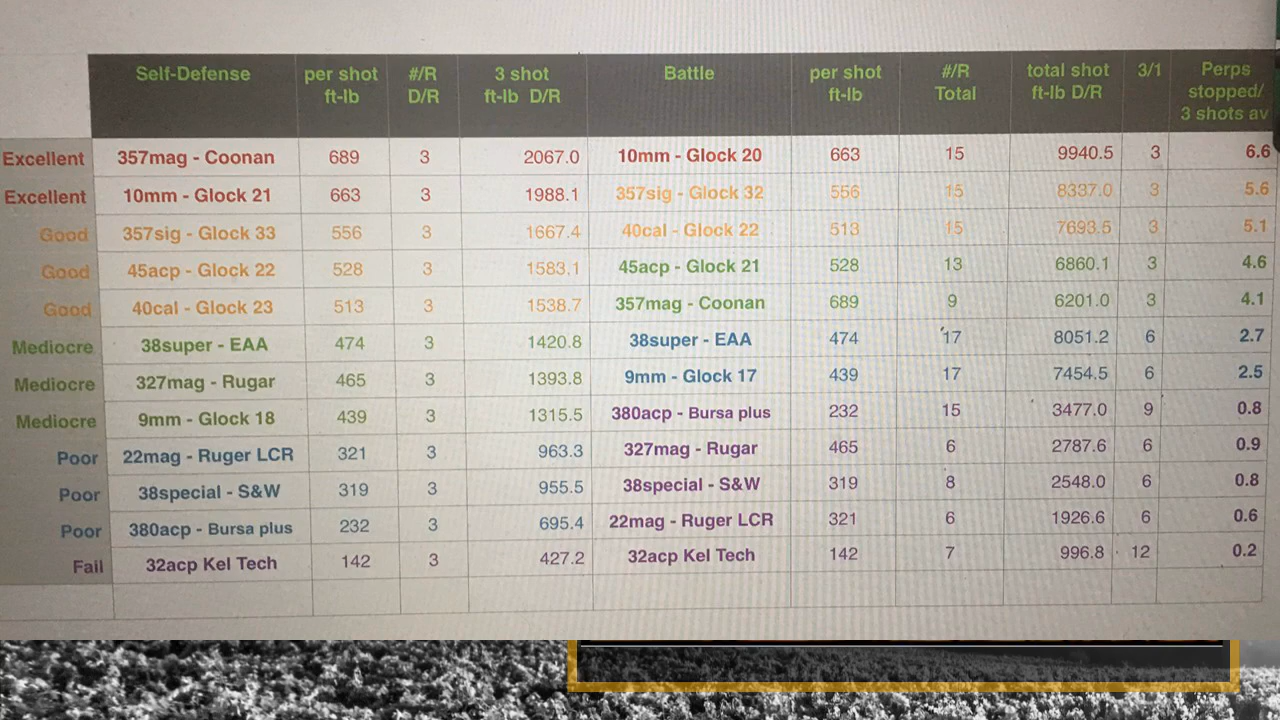 Self-Defense per shot ft-lb #/R D/R 3 shot ft-lb D/R Battle per shot ft-lb #/R Total total shot ft-lb D/R 3/1 Perps stopped/ 3 shots av
Excellent 357mag - Coonan 689 3 2067.0 10mm - Glock 20 663 15 9940.5 3 6.6
Excellent 10mm - Glock 21 663 3 1988.1 357sig - Glock 32 556 15 8337.0 3 5.6
Good 357sig - Glock 33 556 3 1667.4 40cal - Glock 22 513 15 7693.5 3 5.1
Good 45acp - Glock 22 528 3 1583.1 45acp - Glock 21 528 13 6860.1 3 4.6
Good 40cal - Glock 23 513 3 1538.7 357mag - Coonan 689 9 6201.0 3 4.1
Mediocre 38super - EAA 474 3 1420.8 38super - EAA 474 17 8051.2 6 2.7
Mediocre 327mag - Rugar 465 3 1393.8 9mm - Glock 17 439 17 7454.5 6 2.5
Mediocre 9mm - Glock 18 439 3 1315.5 380acp - Bursa plus 232 15 3477.0 9 0.8
Poor 22mag - Ruger LCR 321 3 963.3 327mag - Rugar 465 6 2787.6 6 0.9
Poor 38special - S&W 319 3 955.5 38special - S&W 319 8 2548.0 6 0.8
Poor 380acp - Bursa plus 232 3 695.4 22mag - Ruger LCR 321 6 1926.6 6 0.6
Fail 32acp Kel Tech 142 3 427.2 32acp Kel Tech 142 7 996.8 12 0.2